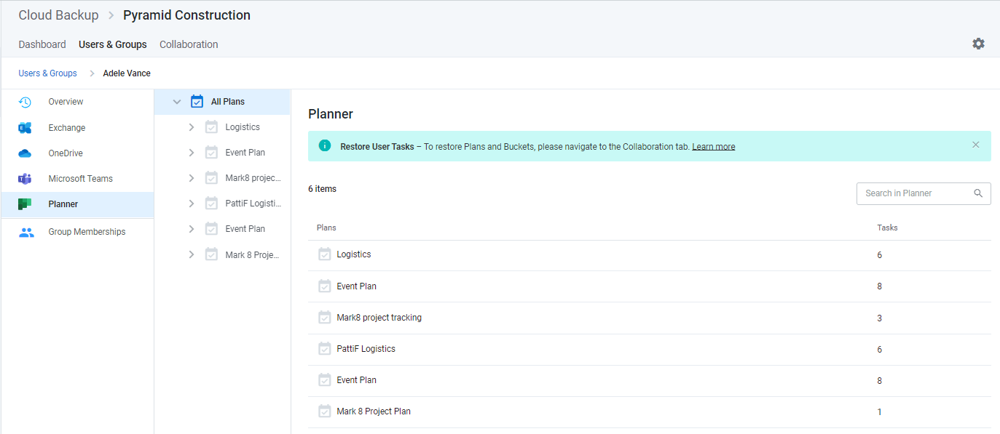 Cloud Backup Pyramid Construction
Dashboard Users & Groups Collaboration
Users & Groups Adele Vance
Overview
Exchange
OneDrive
Microsoft Teams
Planner
Group Memberships
All Plans
Logistics
Event Plan
Mark8 projec...
PattiF Logisti...
Event Plan
Mark 8 Proje...
Planner
Restore User Tasks – To restore Plans and Buckets, please navigate to the Collaboration tab. Learn more
6 items
Search in Planner
Plans Tasks
Logistics 6
Event Plan 8
Mark8 project tracking 3
PattiF Logistics 6
Event Plan 8
Mark 8 Project Plan 1